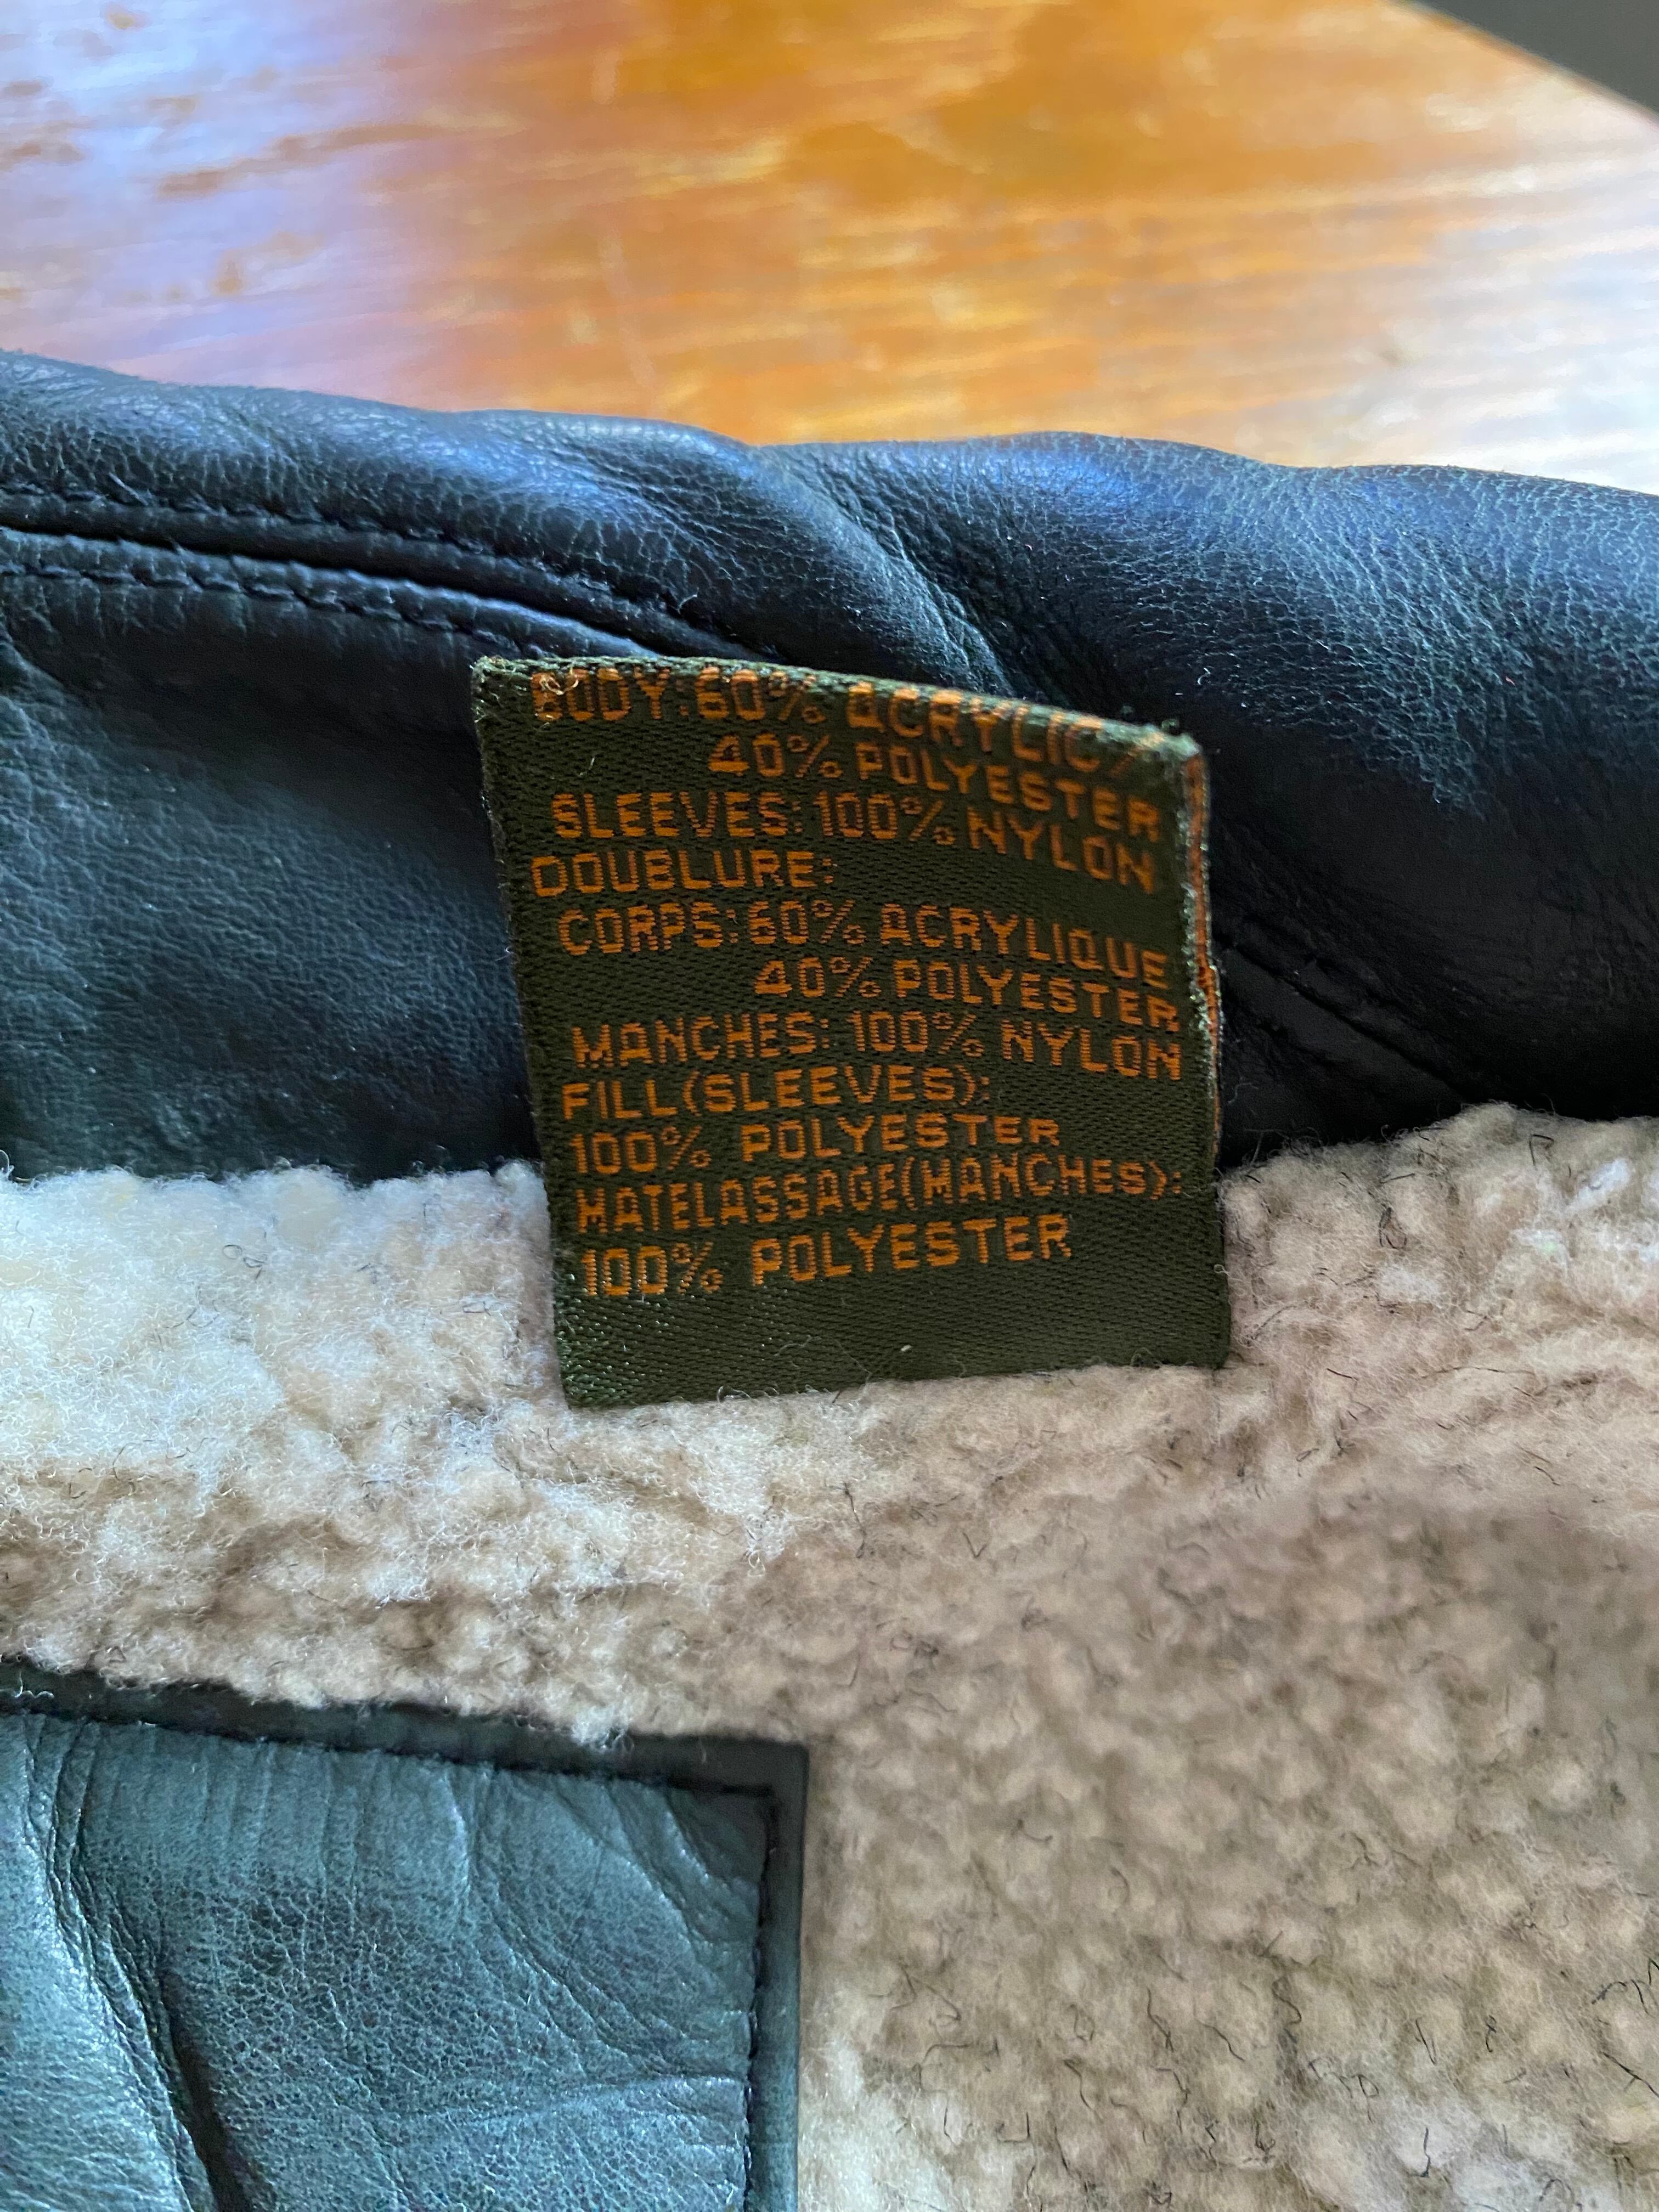 BODY: 60% ACRYLIC /
40% POLYESTER
SLEEVES: 100% NYLON
DOUBLURE:
CORPS: 60% ACRYLIQUE
40% POLYESTER
MANCHES: 100% NYLON
FILL(SLEEVES):
100% POLYESTER
MATELASSAGE(MANCHES):
100% POLYESTER